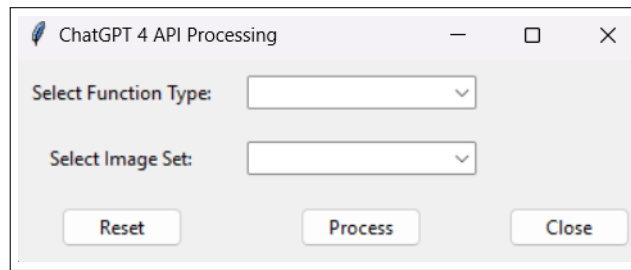 ChatGPT 4 API Processing
Select Function Type:
Select Image Set:
Reset Process Close